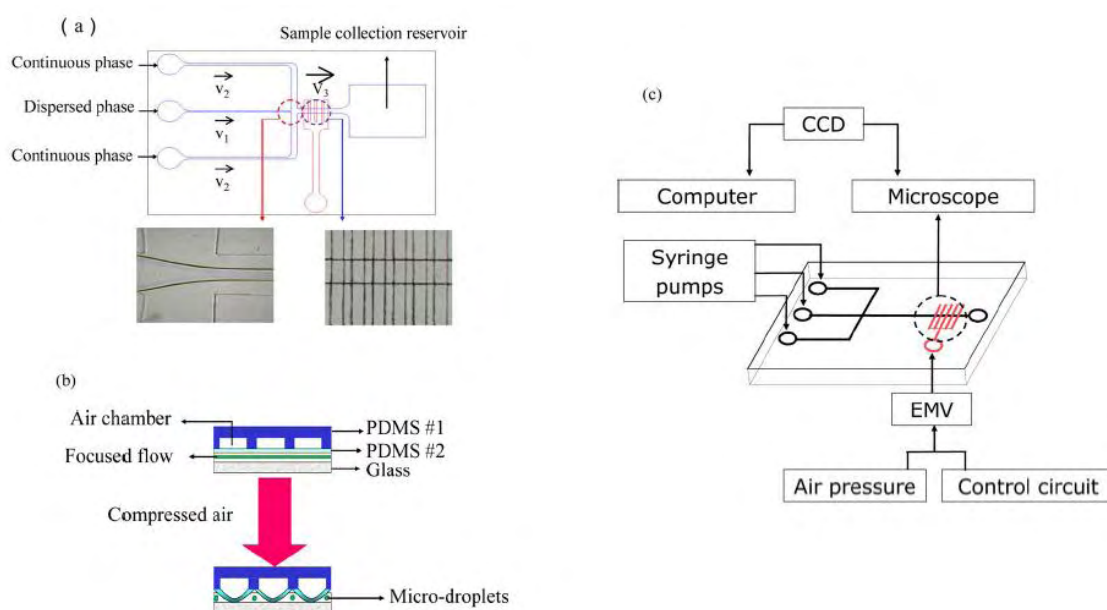 ( a )
Sample collection reservoir
Continuous phase
v2
v3
Dispersed phase
v1
Continuous phase
v2
(b)
Air chamber
PDMS #1
PDMS #2
Focused flow
Glass
Compressed air
Micro-droplets
(c)
CCD
Computer
Microscope
Syringe
pumps
EMV
Air pressure
Control circuit